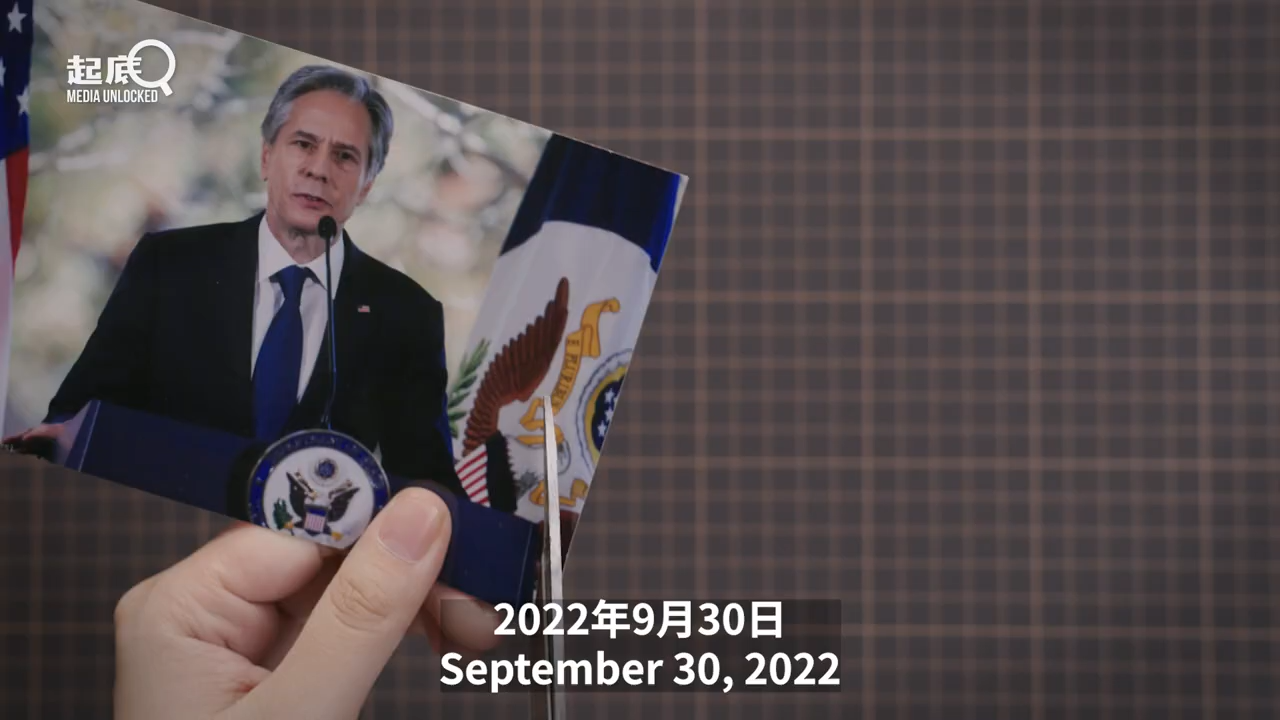 起底
MEDIA UNLOCKED
2022年9月30日
September 30, 2022